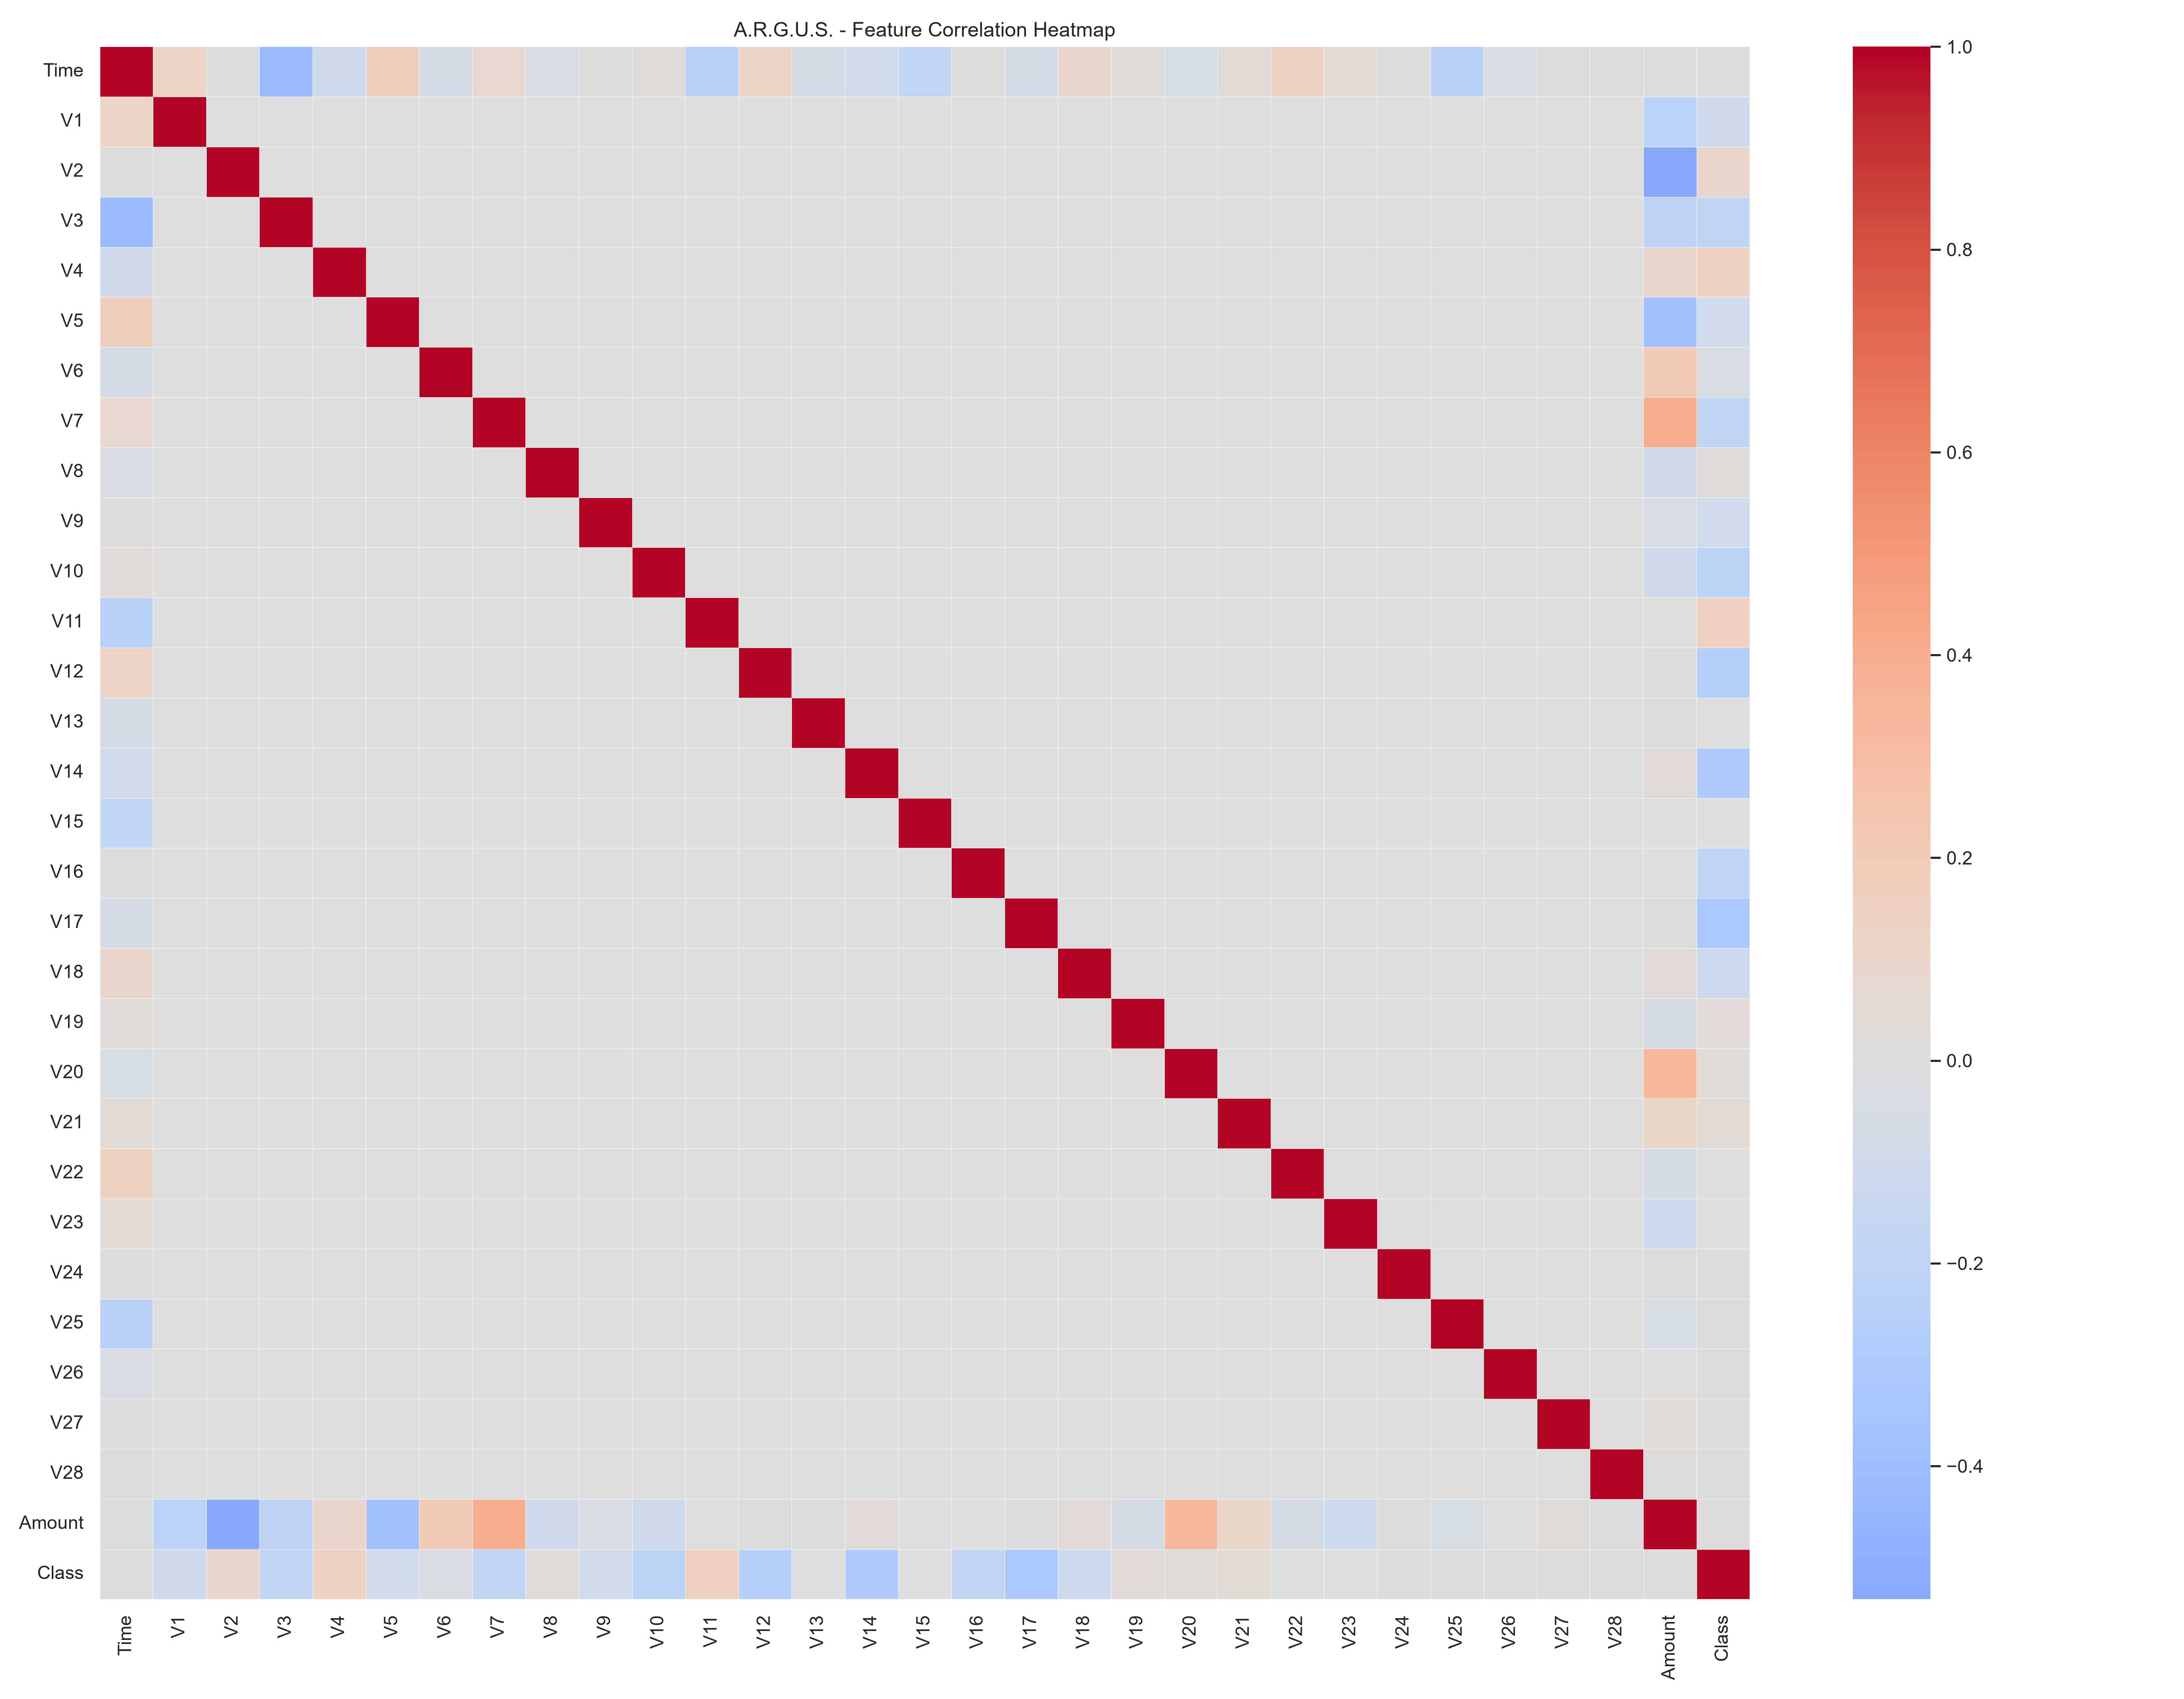 A.R.G.U.S. - Feature Correlation Heatmap
Time
V1
V2
V3
V4
V5
V6
V7
V8
V9
V10
V11
V12
V13
V14
V15
V16
V17
V18
V19
V20
V21
V22
V23
V24
V25
V26
V27
V28
Amount
Class
Time V1 V2 V3 V4 V5 V6 V7 V8 V9 V10 V11 V12 V13 V14 V15 V16 V17 V18 V19 V20 V21 V22 V23 V24 V25 V26 V27 V28 Amount Class
1.0
0.8
0.6
0.4
0.2
0.0
−0.2
−0.4